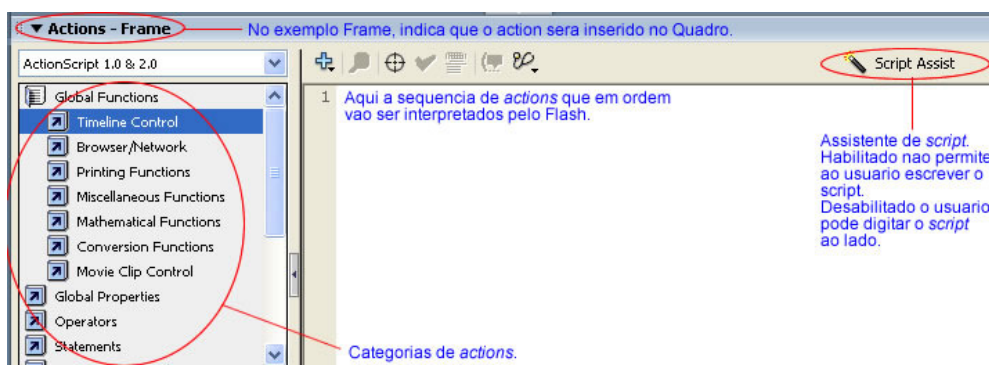 ▼ Actions - Frame
No exemplo Frame, indica que o action sera inserido no Quadro.
ActionScript 1.0 & 2.0
Script Assist
Global Functions
Timeline Control
Browser/Network
Printing Functions
Miscellaneous Functions
Mathematical Functions
Conversion Functions
Movie Clip Control
Global Properties
Operators
Statements
1 Aqui a sequencia de actions que em ordem
vao ser interpretados pelo Flash.
Assistente de script.
Habilitado nao permite
ao usuario escrever o
script.
Desabilitado o usuario
pode digitar o script
ao lado.
Categorias de actions.